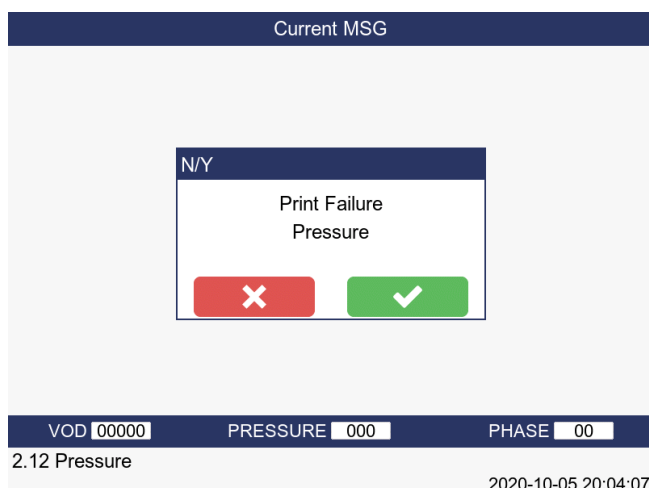 Current MSG
N/Y
Print Failure
Pressure
VOD 00000 PRESSURE 000 PHASE 00
2.12 Pressure
2020-10-05 20:04:07